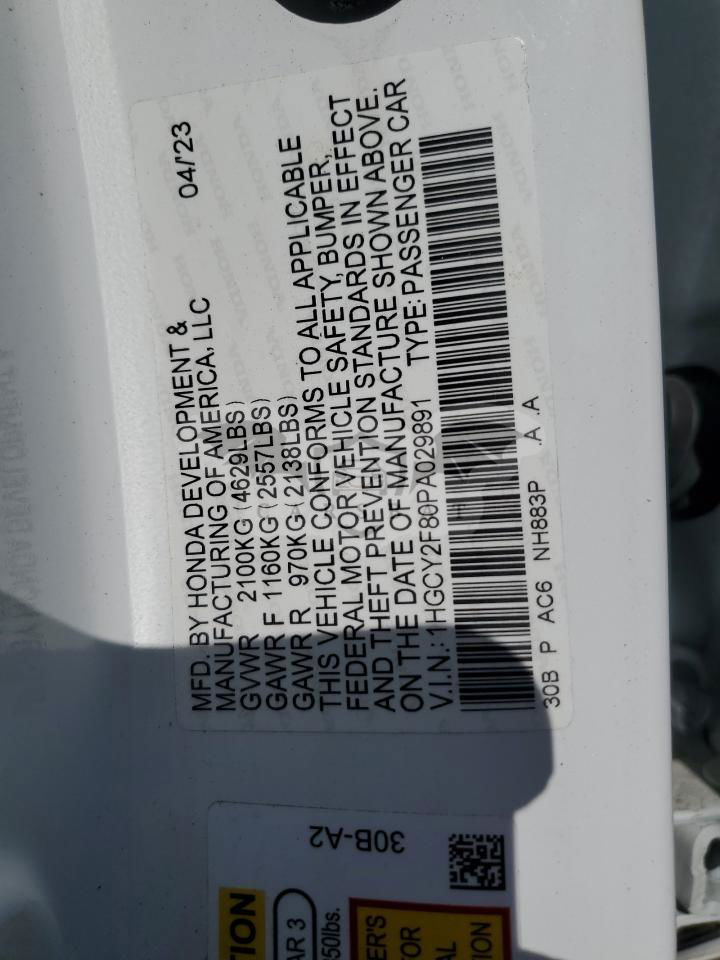 MFD. BY HONDA DEVELOPMENT & 04/'23
MANUFACTURING OF AMERICA, LLC
GVWR 2100KG (4629LBS)
GAWR F 1160KG (2557LBS)
GAWR R 970KG (2138LBS)
THIS VEHICLE CONFORMS TO ALL APPLICABLE
FEDERAL MOTOR VEHICLE SAFETY, BUMPER,
AND THEFT PREVENTION STANDARDS IN EFFECT
ON THE DATE OF MANUFACTURE SHOWN ABOVE.
V.I.N.: 1HGCY2F80PA029891 TYPE: PASSENGER CAR
30B P AC6 NH883P A A
HONDA
30B-A2